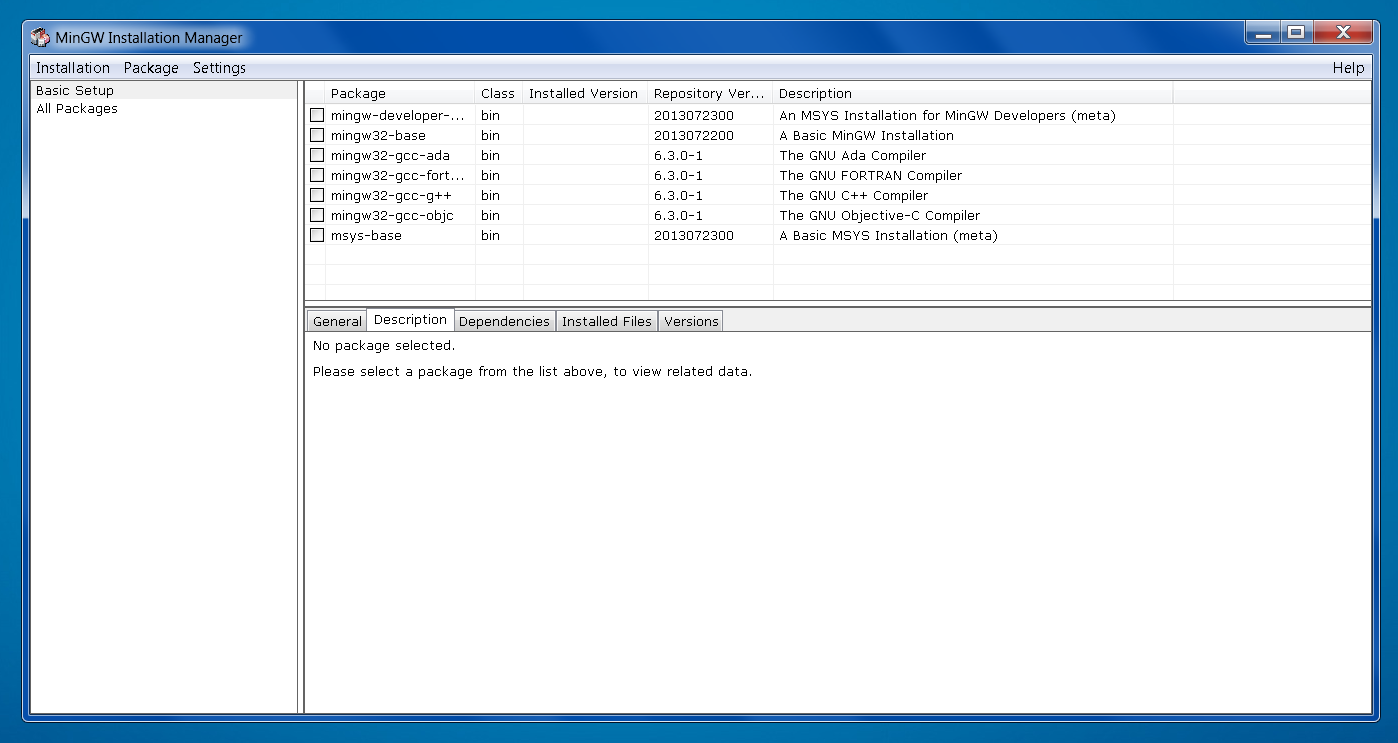 MinGW Installation Manager
Installation Package Settings Help
Basic Setup
All Packages
Package Class Installed Version Repository Ver... Description
mingw-developer-... bin 2013072300 An MSYS Installation for MinGW Developers (meta)
mingw32-base bin 2013072200 A Basic MinGW Installation
mingw32-gcc-ada bin 6.3.0-1 The GNU Ada Compiler
mingw32-gcc-fort... bin 6.3.0-1 The GNU FORTRAN Compiler
mingw32-gcc-g++ bin 6.3.0-1 The GNU C++ Compiler
mingw32-gcc-objc bin 6.3.0-1 The GNU Objective-C Compiler
msys-base bin 2013072300 A Basic MSYS Installation (meta)
General Description Dependencies Installed Files Versions
No package selected.
Please select a package from the list above, to view related data.